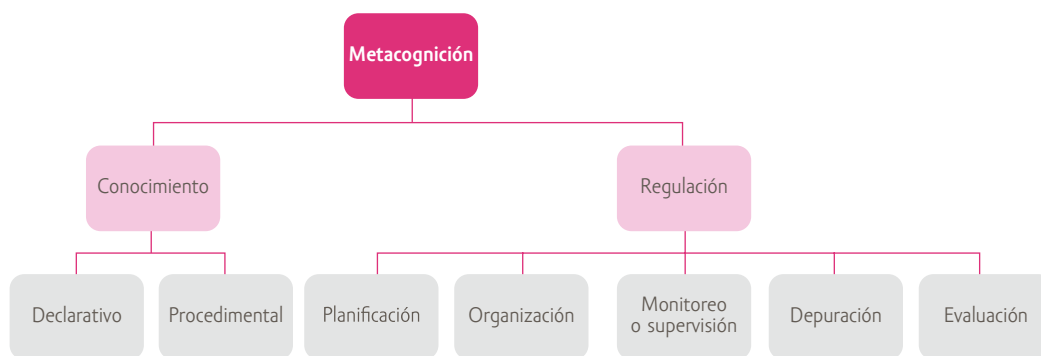 Metacognición
Conocimiento
Regulación
Declarativo
Procedimental
Planificación
Organización
Monitoreo
o supervisión
Depuración
Evaluación